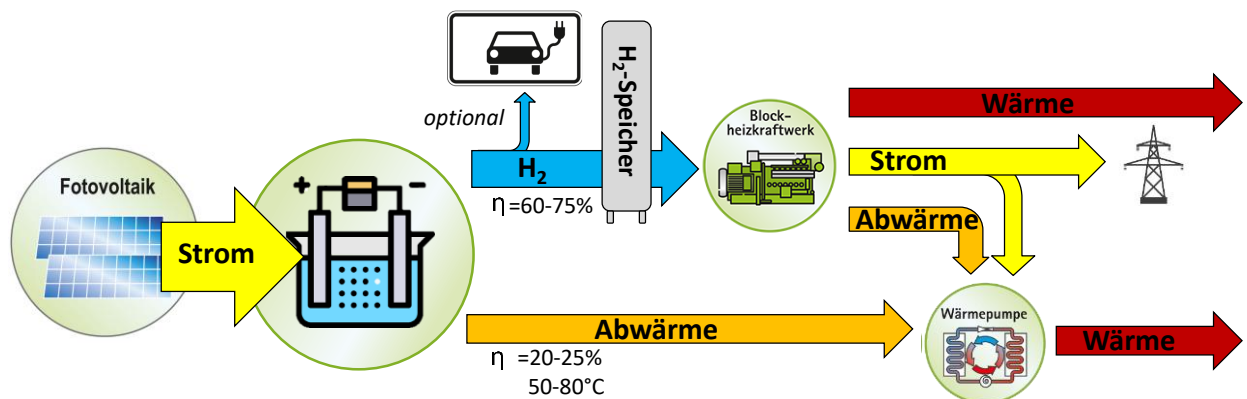 Fotovoltaik
Strom
+
−
optional
H₂
η=60-75%
H₂-Speicher
Block-
heizkraftwerk
Wärme
Strom
Abwärme
Abwärme
η =20-25%
50-80°C
Wärmepumpe
Wärme